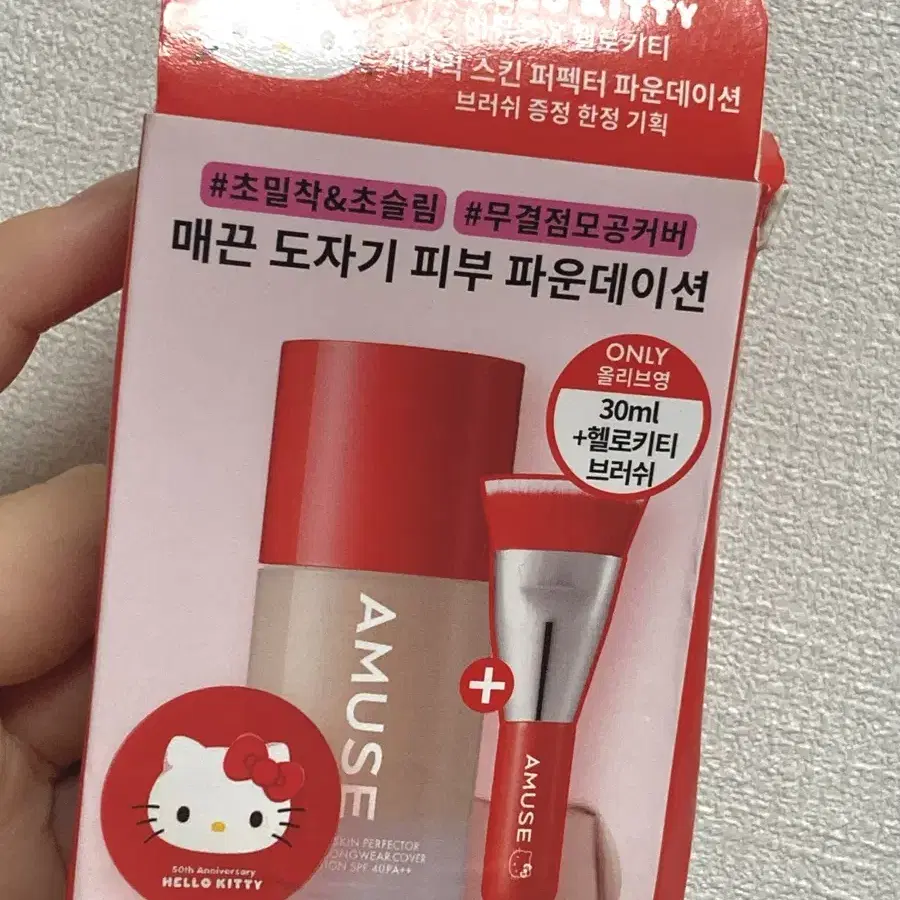 HELLO KITTY
헬로키티
스킨 퍼펙터 파운데이션
브러쉬 증정 한정 기획
#초밀착&초슬림 #무결점모공커버
매끈 도자기 피부 파운데이션
ONLY
올리브영
30ml
+헬로키티
브러쉬
+
AMUSE
SKIN PERFECTOR
LONGWEAR COVER
SPF 40PA++
AMUSE
50th Anniversary
HELLO KITTY